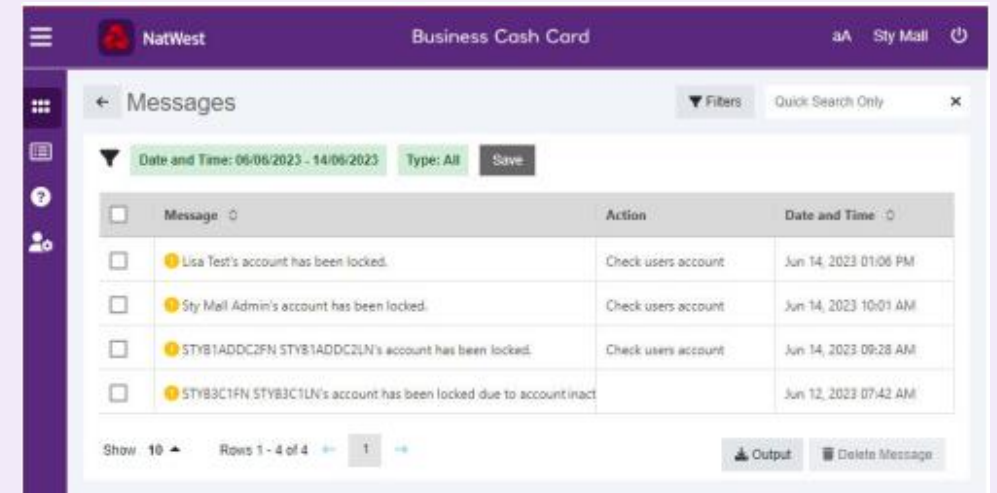 NatWest Business Cash Card aA Sty Mall
← Messages Filters Quick Search Only ×
Date and Time: 06/06/2023 - 14/06/2023 Type: All Save
Message Action Date and Time
Lisa Test's account has been locked. Check users account Jun 14, 2023 01:06 PM
Sty Mall Admin's account has been locked. Check users account Jun 14, 2023 10:01 AM
STYB1ADDC2FN STYB1ADDC2LN's account has been locked. Check users account Jun 14, 2023 09:28 AM
STYB3C1FN STYB3C1LN's account has been locked due to account inact Jun 12, 2023 07:42 AM
Show 10 Rows 1 - 4 of 4 ← 1 → Output Delete Message